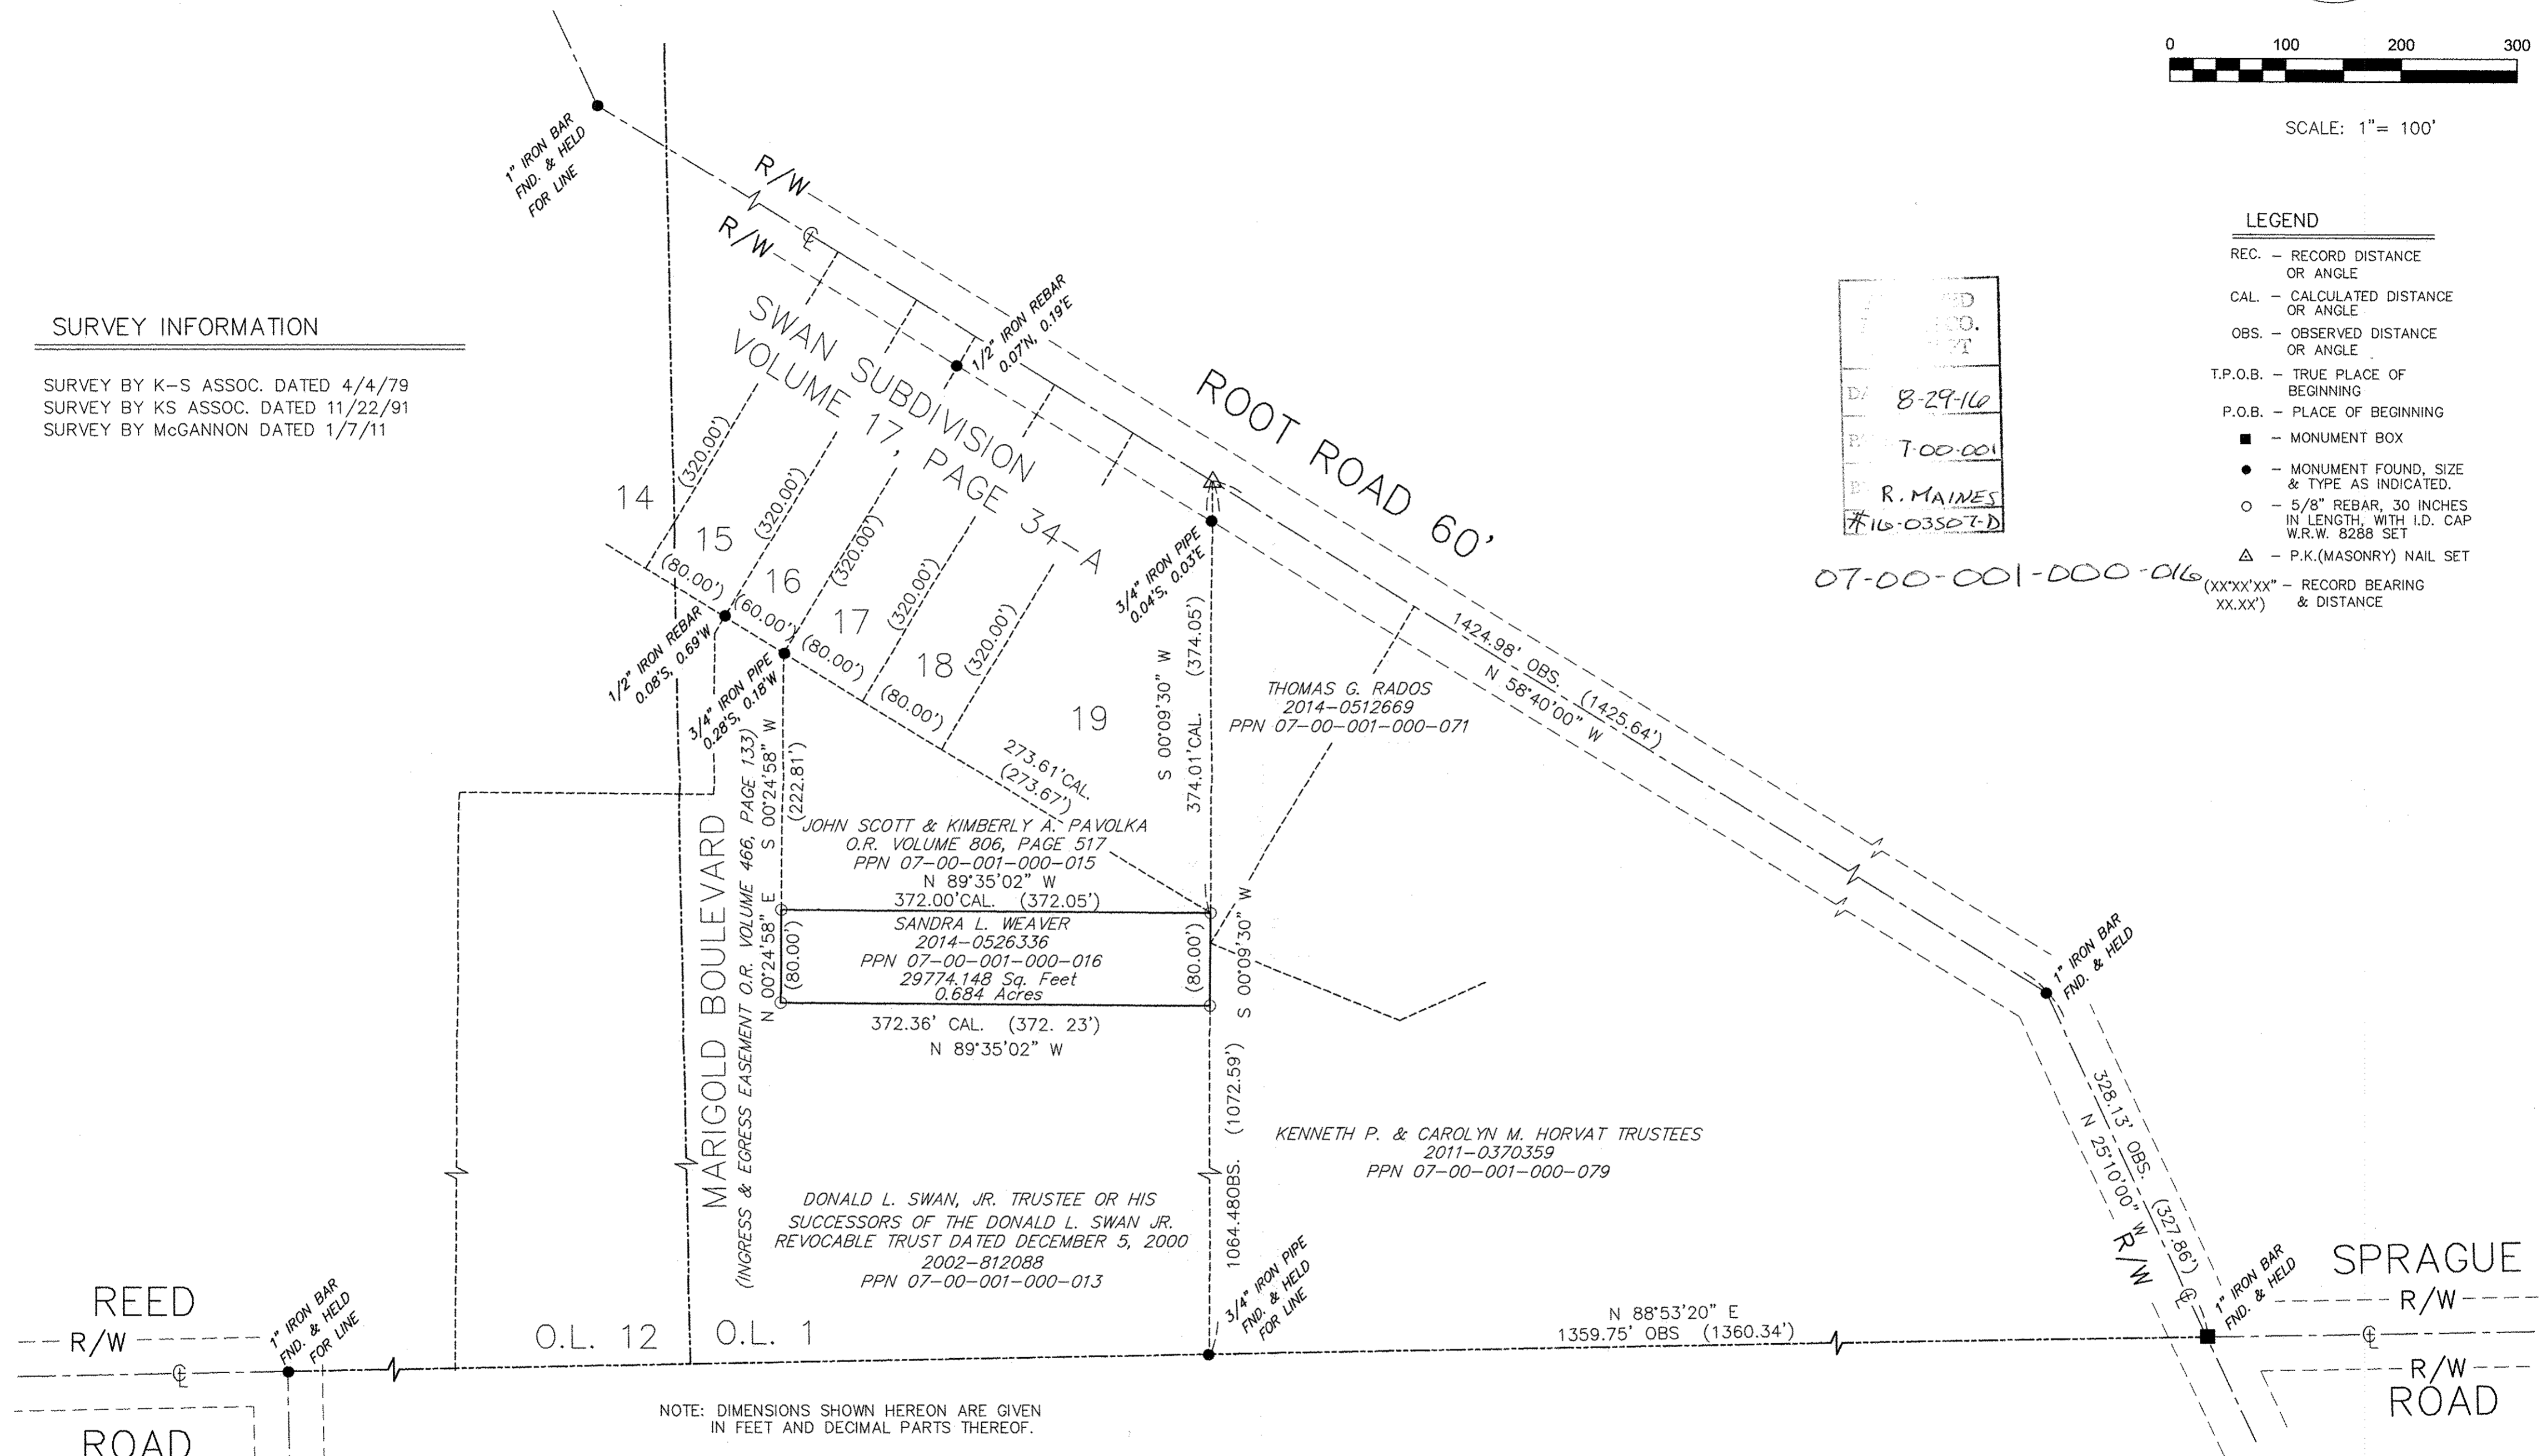 0 100 200 300
SCALE: 1"= 100'
LEGEND
REC. – RECORD DISTANCE
OR ANGLE
CAL. – CALCULATED DISTANCE
OR ANGLE
OBS. – OBSERVED DISTANCE
OR ANGLE
T.P.O.B. – TRUE PLACE OF
BEGINNING
P.O.B. – PLACE OF BEGINNING
– MONUMENT BOX
– MONUMENT FOUND, SIZE
& TYPE AS INDICATED.
– 5/8" REBAR, 30 INCHES
IN LENGTH, WITH I.D. CAP
W.R.W. 8288 SET
– P.K.(MASONRY) NAIL SET
(XX°XX'XX" – RECORD BEARING
XX.XX') & DISTANCE
CO.
8-29-16
7-00-001
R. MAINES
#16-03507-D
07-00-001-000-016
SURVEY INFORMATION
SURVEY BY K–S ASSOC. DATED 4/4/79
SURVEY BY KS ASSOC. DATED 11/22/91
SURVEY BY McGANNON DATED 1/7/11
1" IRON BAR
FND. & HELD
FOR LINE
R/W
R/W
℄
1/2" IRON REBAR
0.07'N, 0.19'E
SWAN SUBDIVISION
VOLUME 17, PAGE 34–A
ROOT ROAD 60'
14
(320.00')
15
(320.00')
(80.00')
16
(320.00')
(60.00')
17
(320.00')
(80.00')
18
(320.00')
(80.00')
19
1/2" IRON REBAR
0.08'S, 0.69'W
3/4" IRON PIPE
0.28'S, 0.18'W
3/4" IRON PIPE
0.04'S, 0.03'E
S 00°09'30" W
374.01'CAL. (374.05')
273.61'CAL.
(273.67')
THOMAS G. RADOS
2014–0512669
PPN 07–00–001–000–071
1424.98' OBS. (1425.64')
N 58°40'00" W
S 00°24'58" W
(222.81')
JOHN SCOTT & KIMBERLY A. PAVOLKA
O.R. VOLUME 806, PAGE 517
PPN 07–00–001–000–015
N 89°35'02" W
372.00'CAL. (372.05')
SANDRA L. WEAVER
2014–0526336
PPN 07–00–001–000–016
29774.148 Sq. Feet
0.684 Acres
N 00°24'58" E
(80.00')
(80.00')
S 00°09'30" W
372.36' CAL. (372. 23')
N 89°35'02" W
MARIGOLD BOULEVARD
(INGRESS & EGRESS EASEMENT O.R. VOLUME 466, PAGE 133)
1064.48OBS. (1072.59')
KENNETH P. & CAROLYN M. HORVAT TRUSTEES
2011–0370359
PPN 07–00–001–000–079
DONALD L. SWAN, JR. TRUSTEE OR HIS
SUCCESSORS OF THE DONALD L. SWAN JR.
REVOCABLE TRUST DATED DECEMBER 5, 2000
2002–812088
PPN 07–00–001–000–013
1" IRON BAR
FND. & HELD
328.13' OBS. (327.86')
N 25°10'00" W
R/W
℄
1" IRON BAR
FND. & HELD
SPRAGUE
R/W
℄
R/W
ROAD
3/4" IRON PIPE
FND. & HELD
FOR LINE
N 88°53'20" E
1359.75' OBS (1360.34')
REED
R/W
℄
ROAD
1" IRON BAR
FND. & HELD
FOR LINE
O.L. 12
O.L. 1
NOTE: DIMENSIONS SHOWN HEREON ARE GIVEN
IN FEET AND DECIMAL PARTS THEREOF.